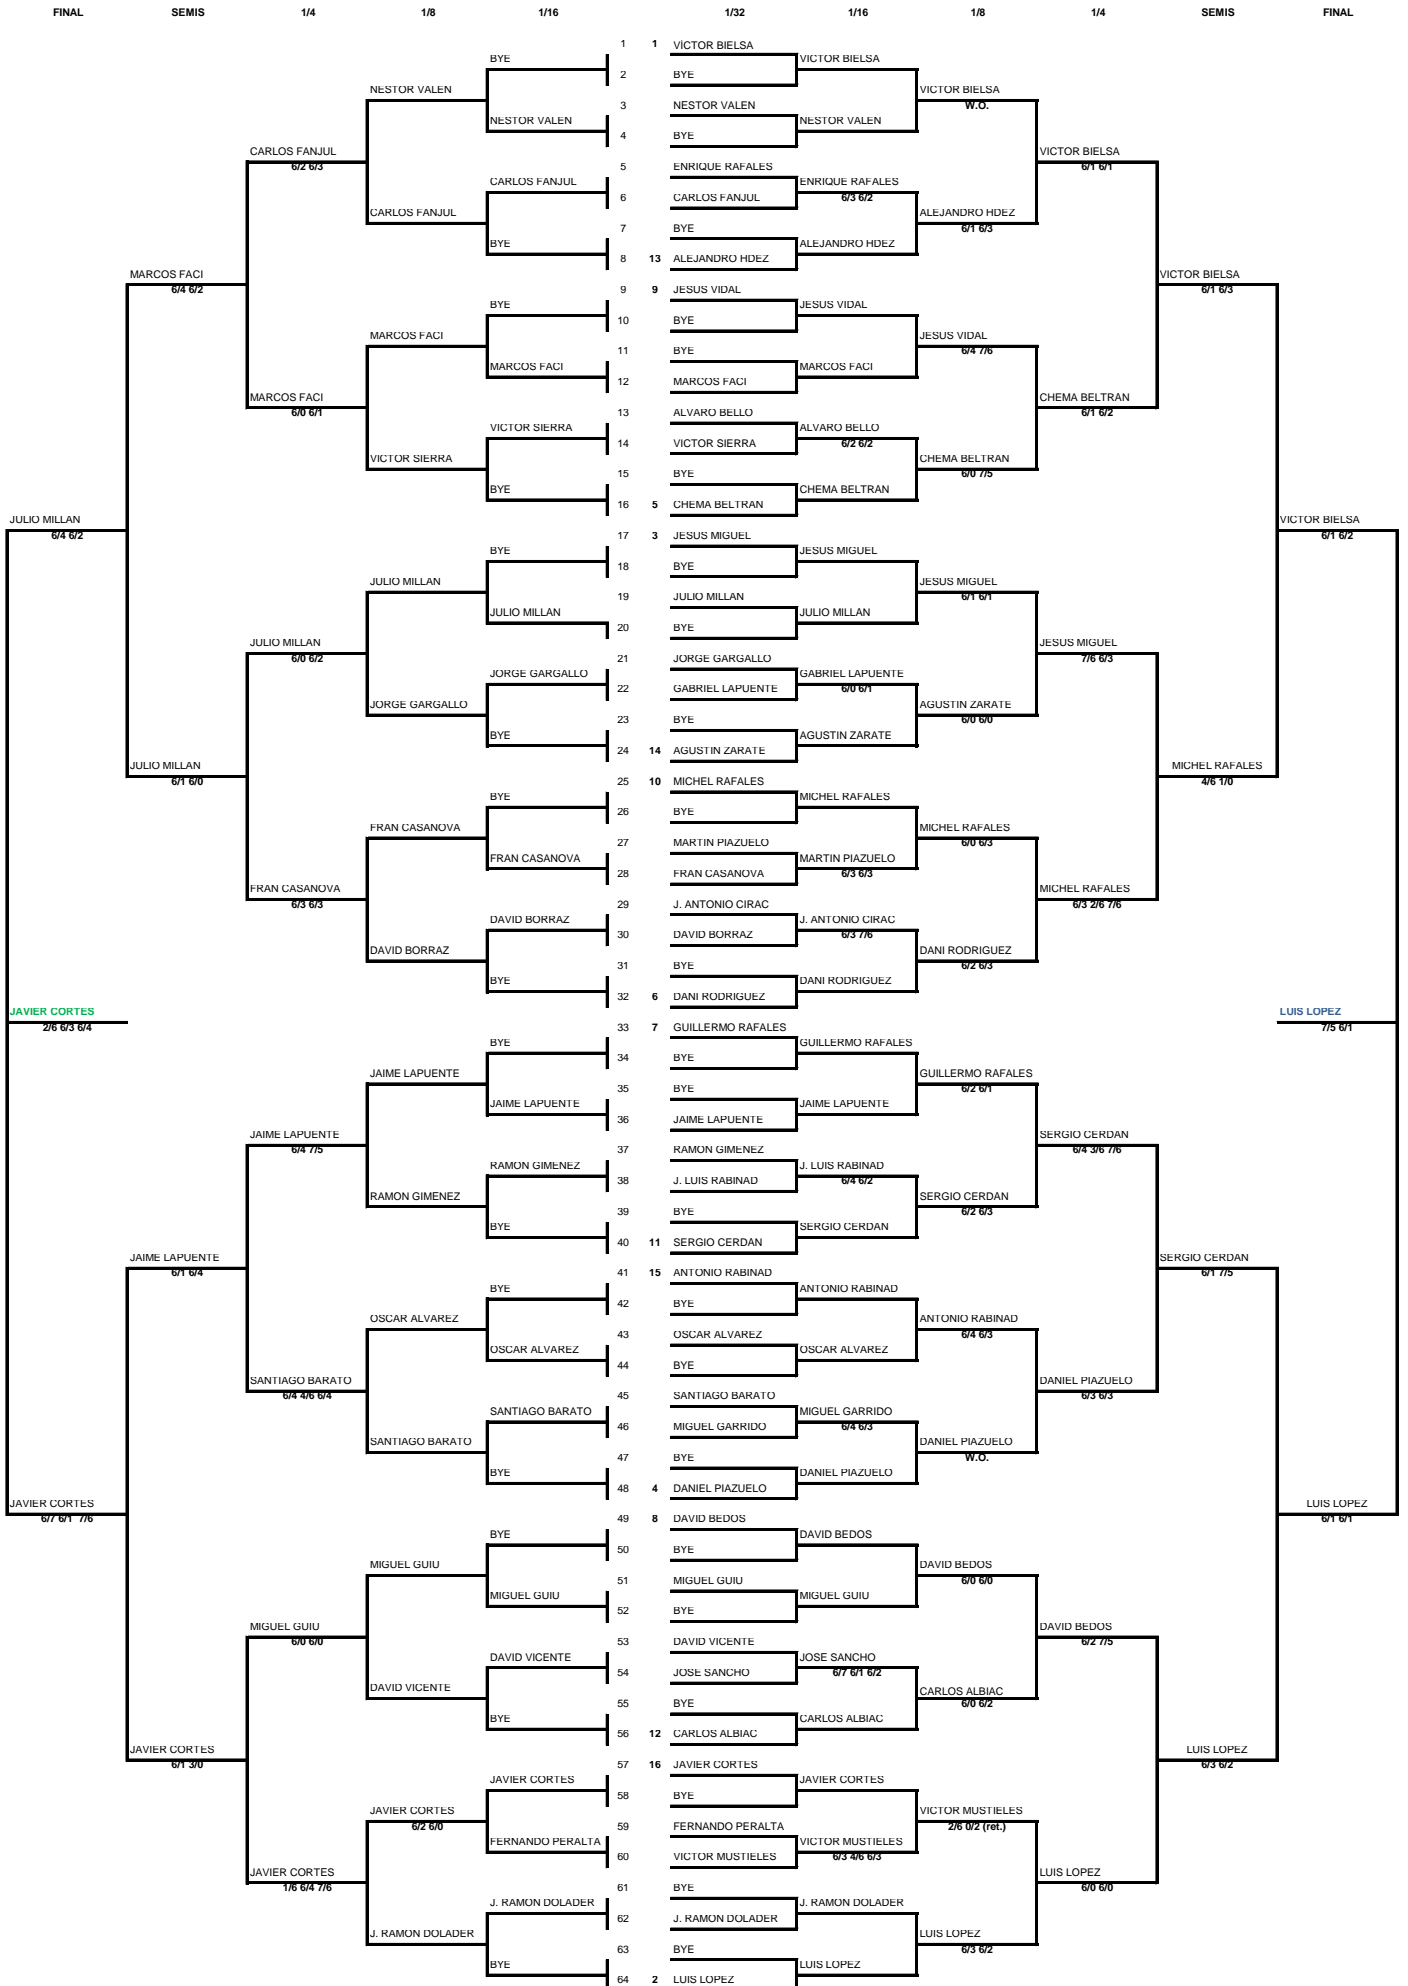 FINAL SEMIS 1/4 1/8 1/16 1/32 1/16 1/8 1/4 SEMIS FINAL
1 1 VÍCTOR BIELSA
BYE VICTOR BIELSA
2 BYE
NESTOR VALEN VICTOR BIELSA
3 NESTOR VALEN W.O.
NESTOR VALEN NESTOR VALEN
4 BYE
CARLOS FANJUL VICTOR BIELSA
6/2 6/3 5 ENRIQUE RAFALES 6/1 6/1
CARLOS FANJUL ENRIQUE RAFALES
6 CARLOS FANJUL 6/3 6/2
CARLOS FANJUL ALEJANDRO HDEZ
7 BYE 6/1 6/3
BYE ALEJANDRO HDEZ
8 13 ALEJANDRO HDEZ
MARCOS FACI VICTOR BIELSA
6/4 6/2 9 9 JESUS VIDAL 6/1 6/3
BYE JESUS VIDAL
10 BYE
MARCOS FACI JESUS VIDAL
11 BYE 6/4 7/6
MARCOS FACI MARCOS FACI
12 MARCOS FACI
MARCOS FACI CHEMA BELTRAN
6/0 6/1 13 ALVARO BELLO 6/1 6/2
VICTOR SIERRA ALVARO BELLO
14 VICTOR SIERRA 6/2 6/2
VICTOR SIERRA CHEMA BELTRAN
15 BYE 6/0 7/5
BYE CHEMA BELTRAN
16 5 CHEMA BELTRAN
JULIO MILLAN VICTOR BIELSA
6/4 6/2 17 3 JESUS MIGUEL 6/1 6/2
BYE JESUS MIGUEL
18 BYE
JULIO MILLAN JESUS MIGUEL
19 JULIO MILLAN 6/1 6/1
JULIO MILLAN JULIO MILLAN
20 BYE
JULIO MILLAN JESUS MIGUEL
6/0 6/2 21 JORGE GARGALLO 7/6 6/3
JORGE GARGALLO GABRIEL LAPUENTE
22 GABRIEL LAPUENTE 6/0 6/1
JORGE GARGALLO AGUSTIN ZARATE
23 BYE 6/0 6/0
BYE AGUSTIN ZARATE
24 14 AGUSTIN ZARATE
JULIO MILLAN MICHEL RAFALES
6/1 6/0 25 10 MICHEL RAFALES 4/6 1/0
BYE MICHEL RAFALES
26 BYE
FRAN CASANOVA MICHEL RAFALES
27 MARTIN PIAZUELO 6/0 6/3
FRAN CASANOVA MARTIN PIAZUELO
28 FRAN CASANOVA 6/3 6/3
FRAN CASANOVA MICHEL RAFALES
6/3 6/3 29 J. ANTONIO CIRAC 6/3 2/6 7/6
DAVID BORRAZ J. ANTONIO CIRAC
30 DAVID BORRAZ 6/3 7/6
DAVID BORRAZ DANI RODRIGUEZ
31 BYE 6/2 6/3
BYE DANI RODRIGUEZ
32 6 DANI RODRIGUEZ
JAVIER CORTES LUIS LOPEZ
2/6 6/3 6/4 33 7 GUILLERMO RAFALES 7/5 6/1
BYE GUILLERMO RAFALES
34 BYE
JAIME LAPUENTE GUILLERMO RAFALES
35 BYE 6/2 6/1
JAIME LAPUENTE JAIME LAPUENTE
36 JAIME LAPUENTE
JAIME LAPUENTE SERGIO CERDAN
6/4 7/5 37 RAMON GIMENEZ 6/4 3/6 7/6
RAMON GIMENEZ J. LUIS RABINAD
38 J. LUIS RABINAD 6/4 6/2
RAMON GIMENEZ SERGIO CERDAN
39 BYE 6/2 6/3
BYE SERGIO CERDAN
40 11 SERGIO CERDAN
JAIME LAPUENTE SERGIO CERDAN
6/1 6/4 41 15 ANTONIO RABINAD 6/1 7/5
BYE ANTONIO RABINAD
42 BYE
OSCAR ALVAREZ ANTONIO RABINAD
43 OSCAR ALVAREZ 6/4 6/3
OSCAR ALVAREZ OSCAR ALVAREZ
44 BYE
SANTIAGO BARATO DANIEL PIAZUELO
6/4 4/6 6/4 45 SANTIAGO BARATO 6/3 6/3
SANTIAGO BARATO MIGUEL GARRIDO
46 MIGUEL GARRIDO 6/4 6/3
SANTIAGO BARATO DANIEL PIAZUELO
47 BYE W.O.
BYE DANIEL PIAZUELO
48 4 DANIEL PIAZUELO
JAVIER CORTES LUIS LOPEZ
6/7 6/1 7/6 49 8 DAVID BEDOS 6/1 6/1
BYE DAVID BEDOS
50 BYE
MIGUEL GUIU DAVID BEDOS
51 MIGUEL GUIU 6/0 6/0
MIGUEL GUIU MIGUEL GUIU
52 BYE
MIGUEL GUIU DAVID BEDOS
6/0 6/0 53 DAVID VICENTE 6/2 7/5
DAVID VICENTE JOSE SANCHO
54 JOSE SANCHO 6/7 6/1 6/2
DAVID VICENTE CARLOS ALBIAC
55 BYE 6/0 6/2
BYE CARLOS ALBIAC
56 12 CARLOS ALBIAC
JAVIER CORTES LUIS LOPEZ
6/1 3/0 57 16 JAVIER CORTES 6/3 6/2
JAVIER CORTES JAVIER CORTES
58 BYE
JAVIER CORTES VICTOR MUSTIELES
6/2 6/0 59 FERNANDO PERALTA 2/6 0/2 (ret.)
FERNANDO PERALTA VICTOR MUSTIELES
60 VICTOR MUSTIELES 6/3 4/6 6/3
JAVIER CORTES LUIS LOPEZ
1/6 6/4 7/6 61 BYE 6/0 6/0
J. RAMON DOLADER J. RAMON DOLADER
62 J. RAMON DOLADER
J. RAMON DOLADER LUIS LOPEZ
63 BYE 6/3 6/2
BYE LUIS LOPEZ
64 2 LUIS LOPEZ